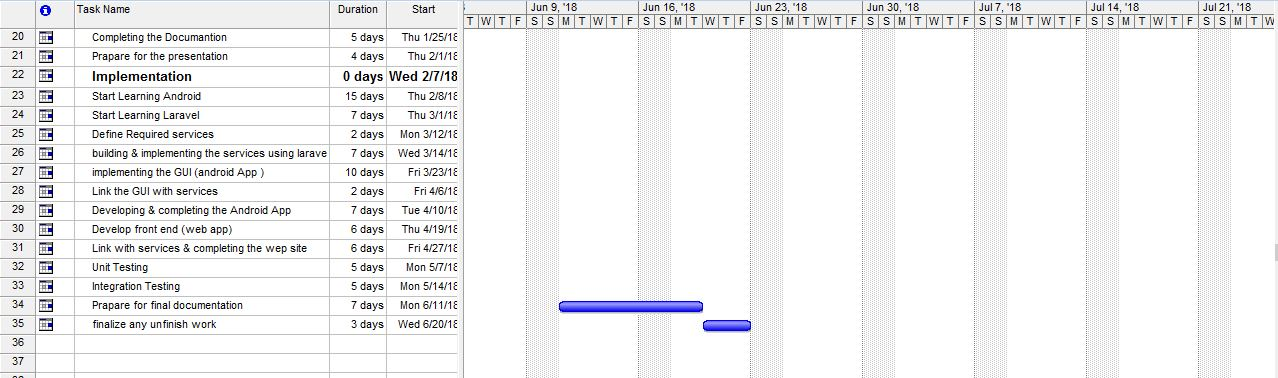 Task Name Duration Start Jun 9, '18 Jun 16, '18 Jun 23, '18 Jun 30, '18 Jul 7, '18 Jul 14, '18 Jul 21, '18
T W T F S S M T W T F S S M T W T F S S M T W T F S S M T W T F S S M T W T F S S M T W T F S S M T W
20 Completing the Documantion 5 days Thu 1/25/18
21 Prapare for the presentation 4 days Thu 2/1/18
22 Implementation 0 days Wed 2/7/18
23 Start Learning Android 15 days Thu 2/8/18
24 Start Learning Laravel 7 days Thu 3/1/18
25 Define Required services 2 days Mon 3/12/18
26 building & implementing the services using larave 7 days Wed 3/14/18
27 implementing the GUI (android App ) 10 days Fri 3/23/18
28 Link the GUI with services 2 days Fri 4/6/18
29 Developing & completing the Android App 7 days Tue 4/10/18
30 Develop front end (web app) 6 days Thu 4/19/18
31 Link with services & completing the wep site 6 days Fri 4/27/18
32 Unit Testing 5 days Mon 5/7/18
33 Integration Testing 5 days Mon 5/14/18
34 Prapare for final documentation 7 days Mon 6/11/18
35 finalize any unfinish work 3 days Wed 6/20/18
36
37